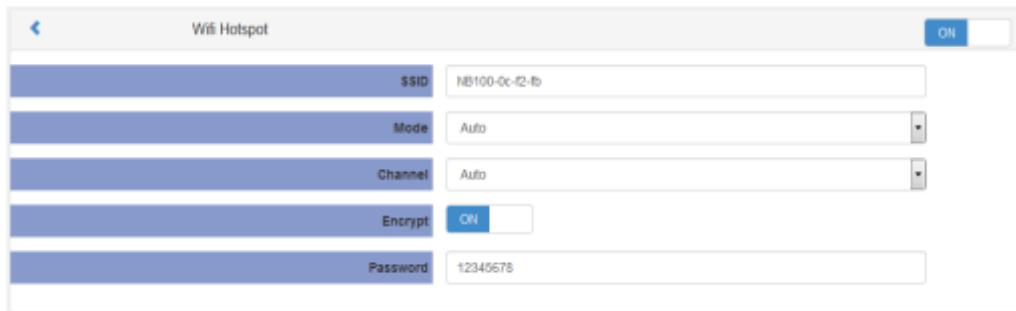 Wifi Hotspot ON
SSID NB100-0c-f2-fb
Mode Auto
Channel Auto
Encrypt ON
Password 12345678